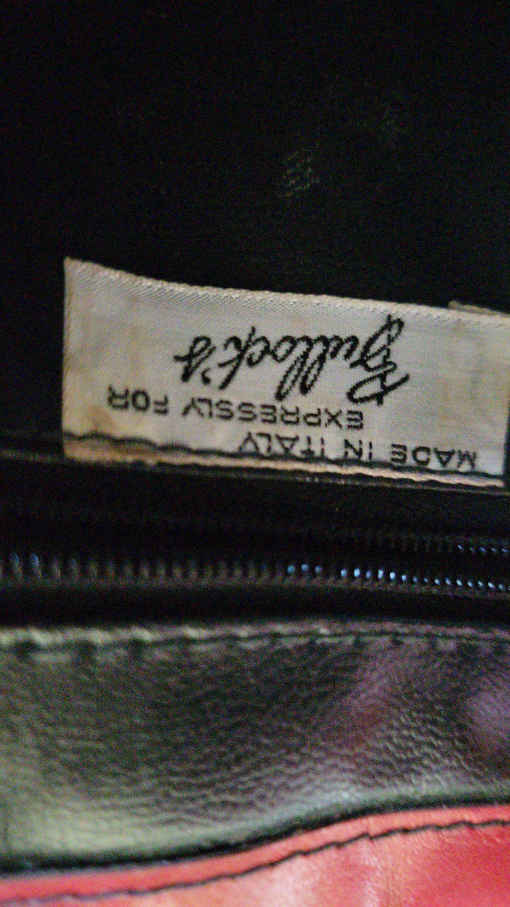 MADE IN ITALY
EXPRESSLY FOR
Bullock's